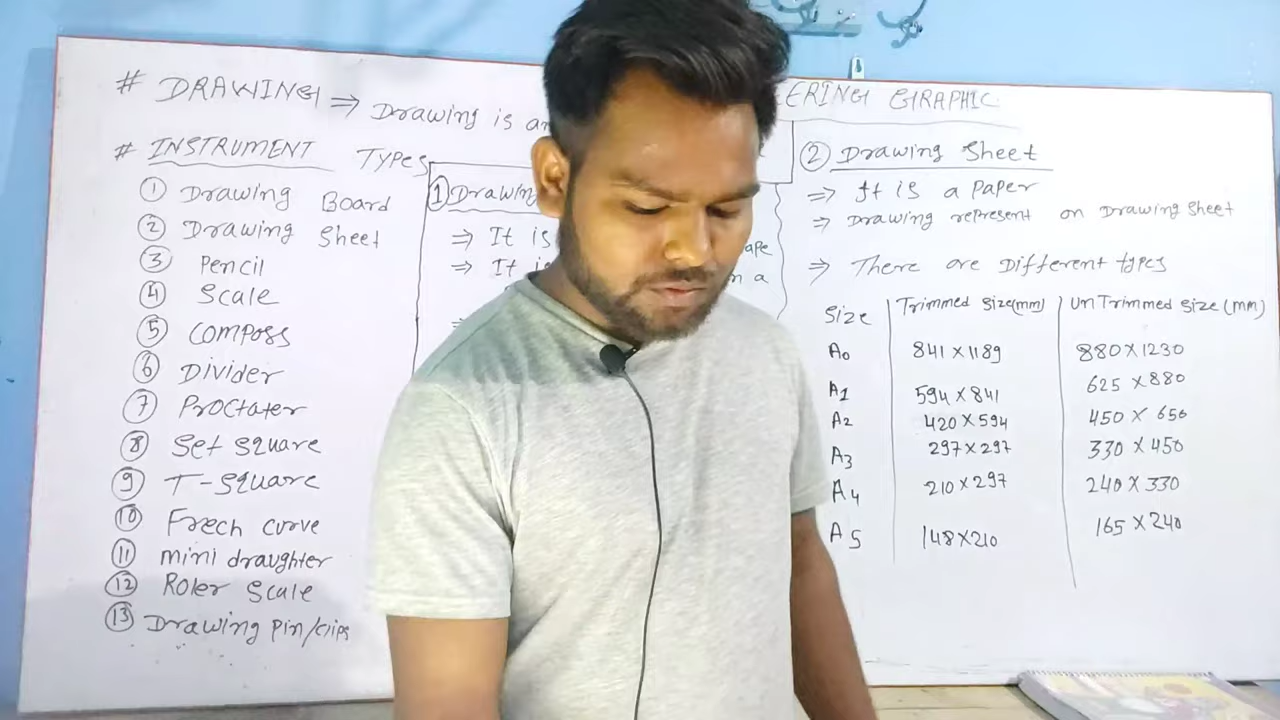 # DRAWING ⇒ Drawing is an
ERING GRAPHIC
# INSTRUMENT Types
① Drawing Board
② Drawing Sheet
③ Pencil
④ Scale
⑤ Composs
⑥ Divider
⑦ Proctater
⑧ Set Square
⑨ T-Square
⑩ Frech curve
⑪ mini draughter
⑫ Roler Scale
⑬ Drawing pin/clips
① Drawing
⇒ It is
ape
⇒ It is
n a
② Drawing Sheet
⇒ It is a paper
⇒ Drawing represent on Drawing Sheet
⇒ There are Different types
Size Trimmed Size(mm) UnTrimmed Size (mm)
A0 841×1189 880×1230
A1 594×841 625×880
A2 420×594 450×650
A3 297×297 330×450
A4 210×297 240×330
A5 148×210 165×240